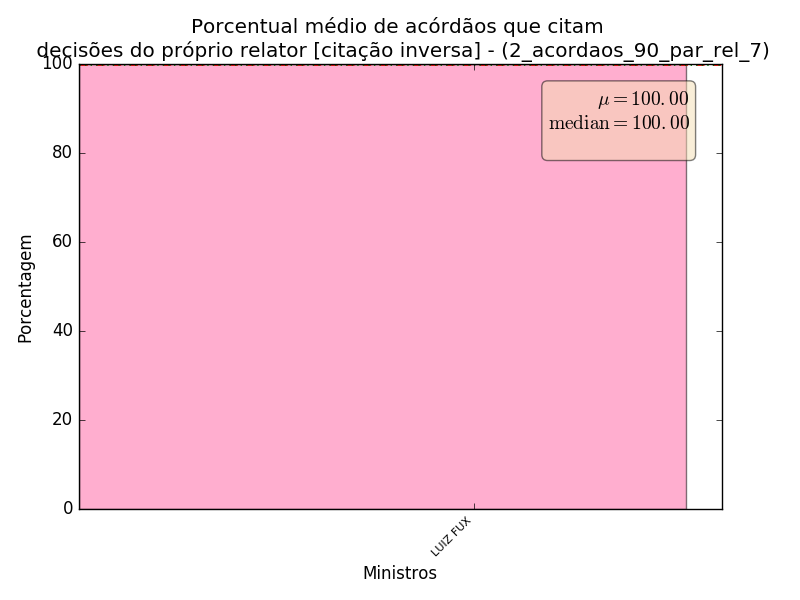 Porcentual médio de acórdãos que citam
decisões do próprio relator [citação inversa] - (2_acordaos_90_par_rel_7)
100
80
60
40
20
0
μ = 100.00
median = 100.00
Porcentagem
LUIZ FUX
Ministros